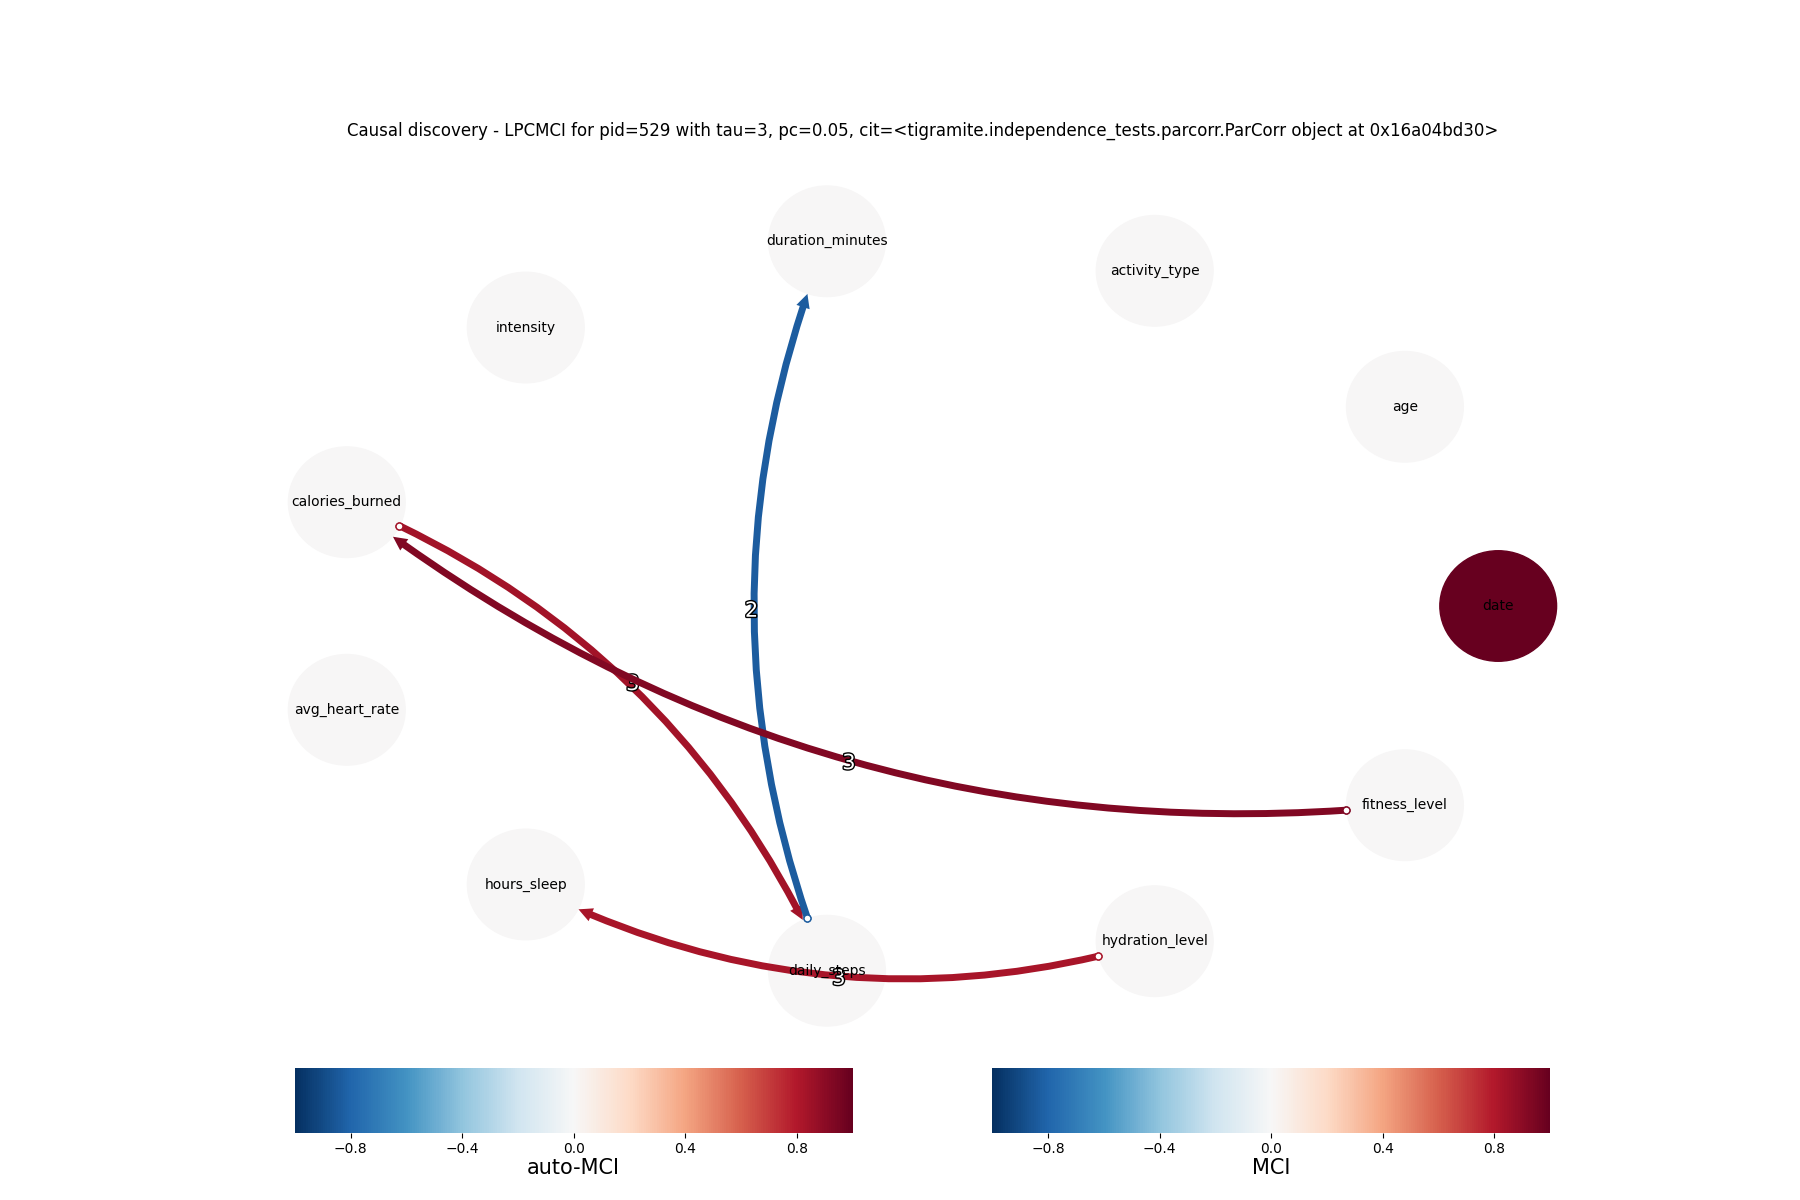 Causal discovery - LPCMCI for pid=529 with tau=3, pc=0.05, cit=<tigramite.independence_tests.parcorr.ParCorr object at 0x16a04bd30>
duration_minutes
activity_type
intensity
age
calories_burned
date
2
3
avg_heart_rate
3
fitness_level
hours_sleep
hydration_level
daily_steps
3
−0.8 −0.4 0.0 0.4 0.8
auto-MCI
−0.8 −0.4 0.0 0.4 0.8
MCI